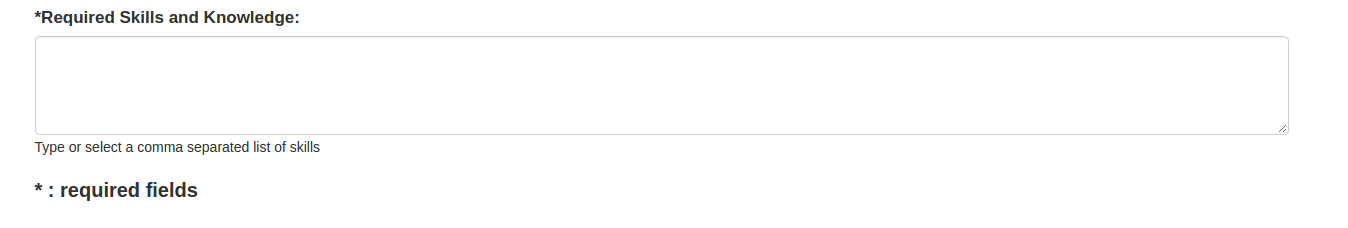 *Required Skills and Knowledge:
Type or select a comma separated list of skills
* : required fields